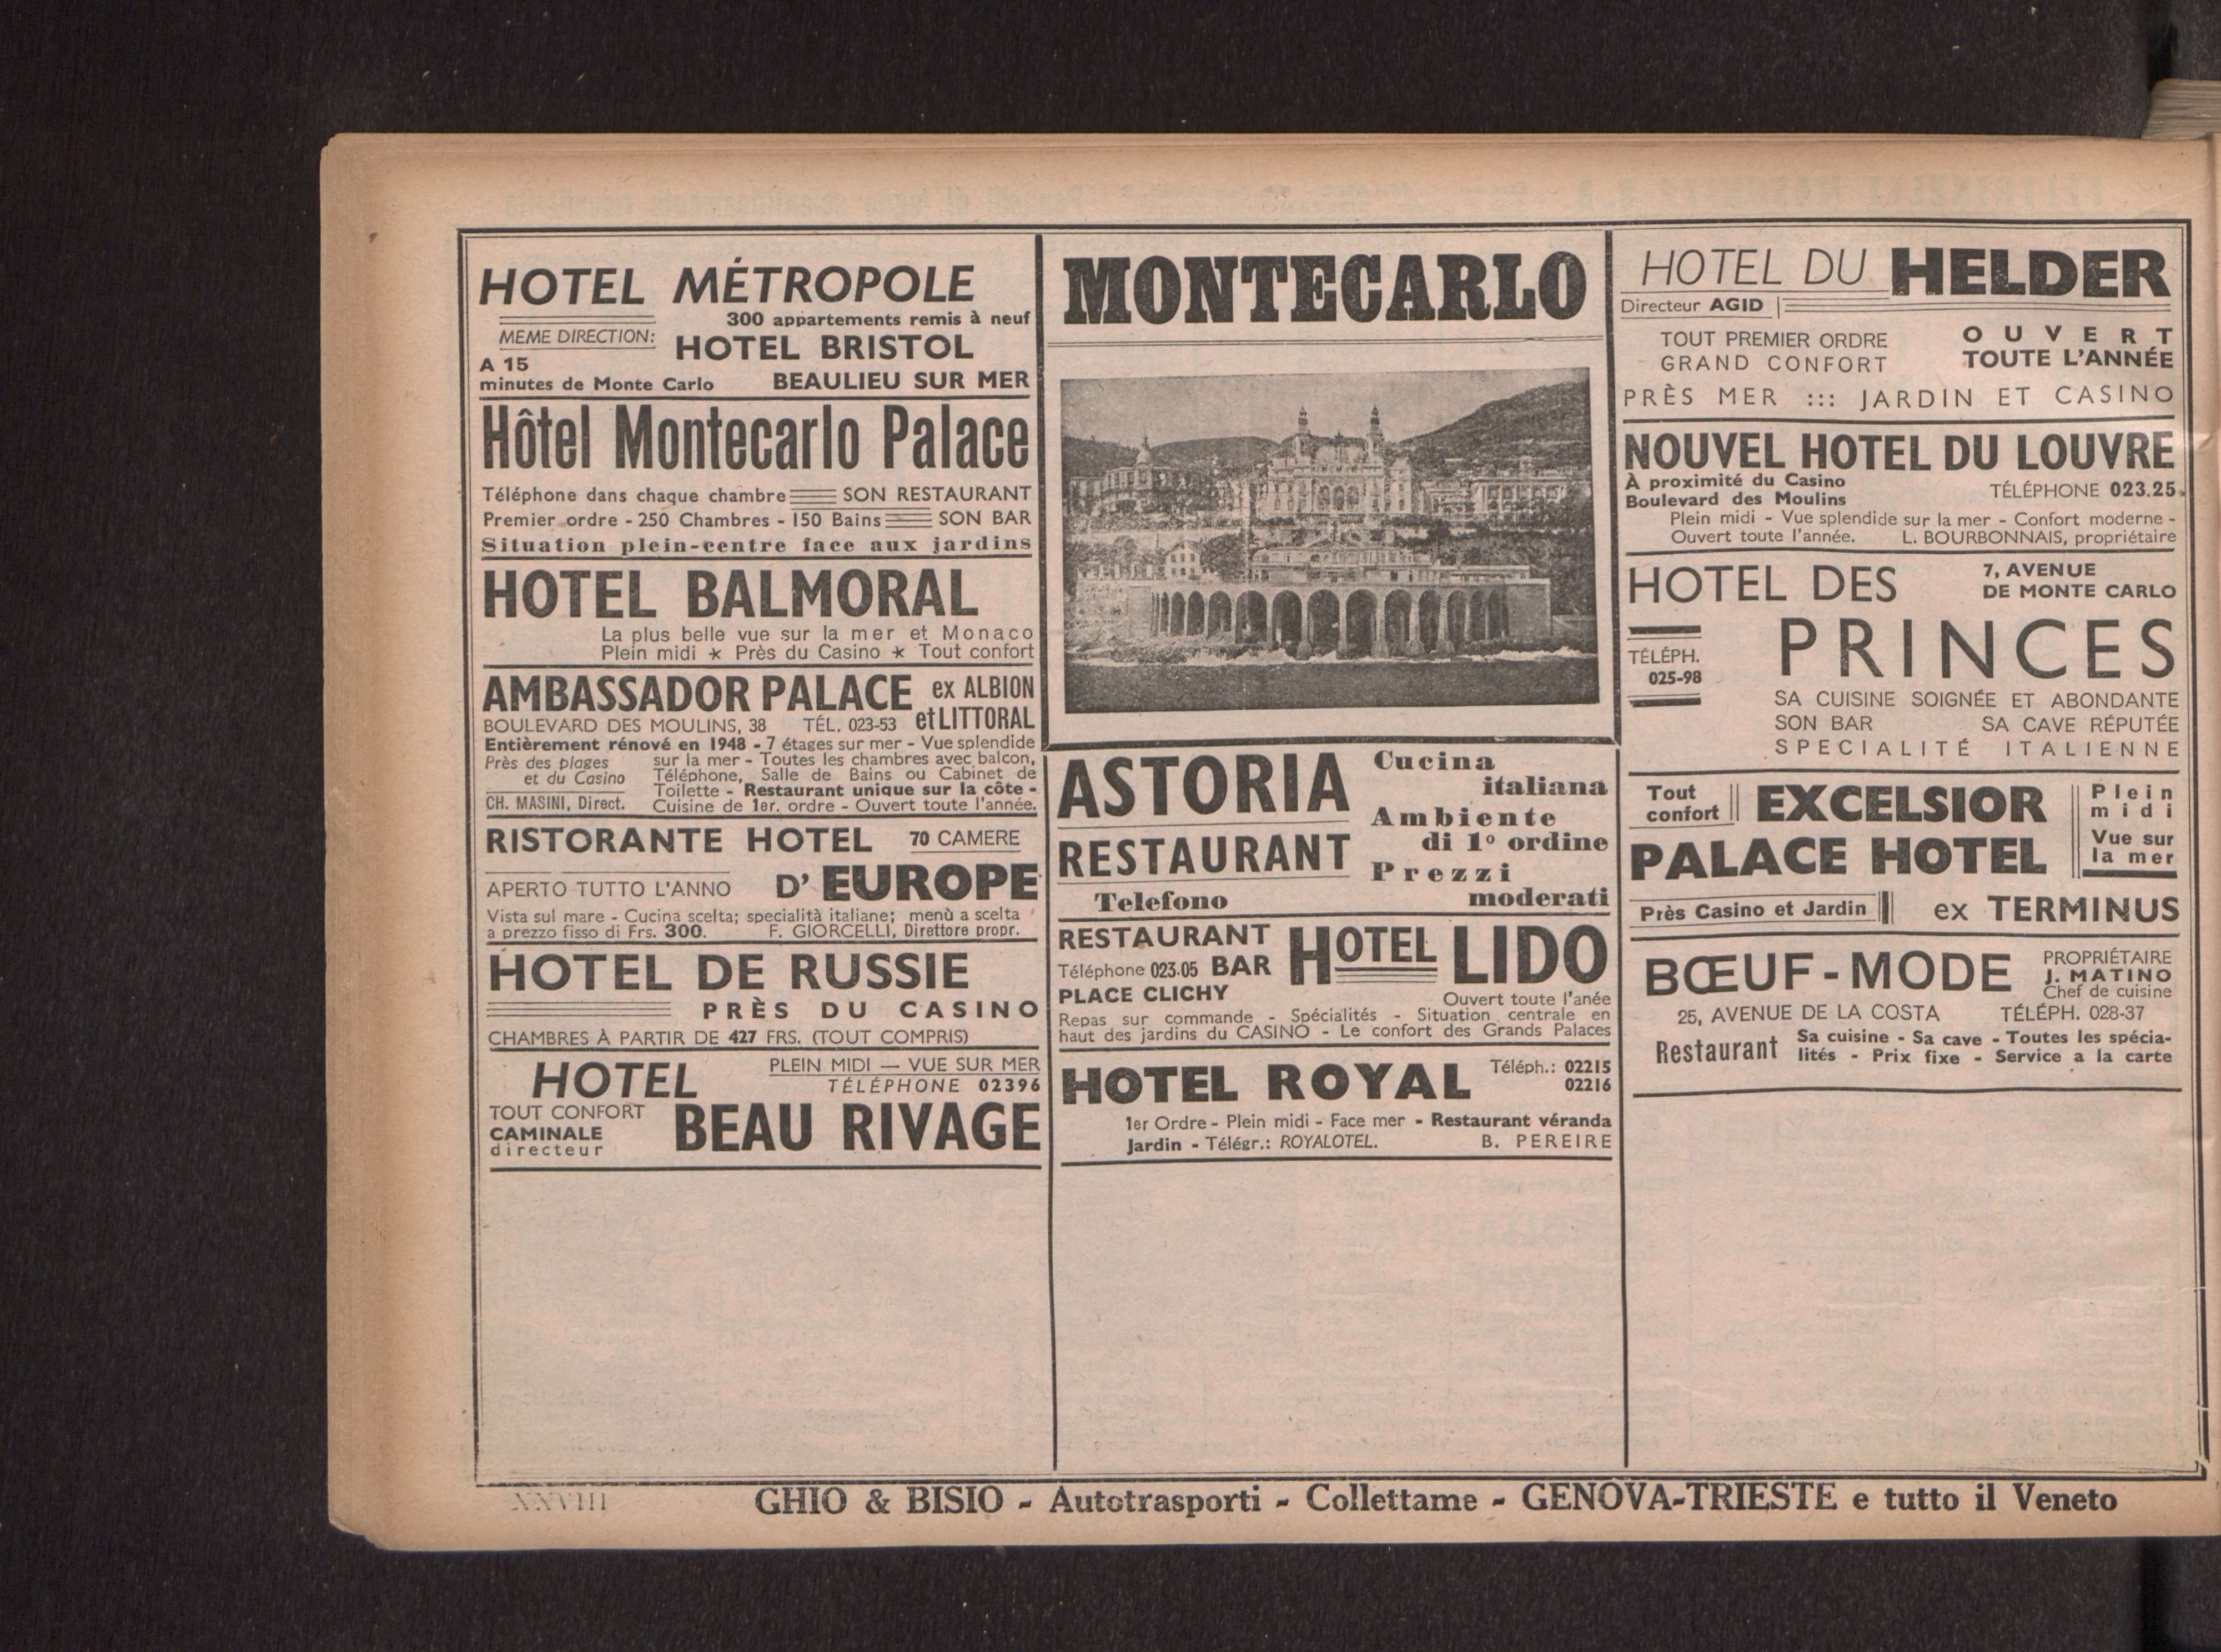 HOTEL MÉTROPOLE
300 appartements remis à neuf
MEME DIRECTION: HOTEL BRISTOL
A 15
minutes de Monte Carlo BEAULIEU SUR MER
Hôtel Montecarlo Palace
Téléphone dans chaque chambre SON RESTAURANT
Premier ordre - 250 Chambres - 150 Bains SON BAR
Situation plein-centre face aux jardins
HOTEL BALMORAL
La plus belle vue sur la mer et Monaco
Plein midi ★ Près du Casino ★ Tout confort
AMBASSADOR PALACE ex ALBION
et LITTORAL
BOULEVARD DES MOULINS, 38 TÉL. 023-53
Entièrement rénové en 1948 - 7 étages sur mer - Vue splendide
Près des plages sur la mer - Toutes les chambres avec balcon,
et du Casino Téléphone, Salle de Bains ou Cabinet de
Toilette - Restaurant unique sur la côte -
CH. MASINI, Direct. Cuisine de 1er. ordre - Ouvert toute l'année.
RISTORANTE HOTEL 70 CAMERE
APERTO TUTTO L'ANNO D' EUROPE
Vista sul mare - Cucina scelta; specialità italiane; menù a scelta
a prezzo fisso di Frs. 300. F. GIORCELLI, Direttore propr.
HOTEL DE RUSSIE
PRÈS DU CASINO
CHAMBRES À PARTIR DE 427 FRS. (TOUT COMPRIS)
HOTEL PLEIN MIDI — VUE SUR MER
TÉLÉPHONE 02396
TOUT CONFORT BEAU RIVAGE
CAMINALE
directeur
MONTECARLO
ASTORIA
RESTAURANT
Telefono
Cucina
italiana
Ambiente
di 1º ordine
Prezzi
moderati
RESTAURANT HOTEL LIDO
Téléphone 023.05 BAR
PLACE CLICHY Ouvert toute l'anée
Repas sur commande - Spécialités - Situation centrale en
haut des jardins du CASINO - Le confort des Grands Palaces
HOTEL ROYAL Téléph.: 02215
02216
1er Ordre - Plein midi - Face mer - Restaurant véranda
Jardin - Télégr.: ROYALOTEL. B. PEREIRE
HOTEL DU HELDER
Directeur AGID
TOUT PREMIER ORDRE OUVERT
GRAND CONFORT TOUTE L'ANNÉE
PRÈS MER ::: JARDIN ET CASINO
NOUVEL HOTEL DU LOUVRE
À proximité du Casino
Boulevard des Moulins TÉLÉPHONE 023.25
Plein midi - Vue splendide sur la mer - Confort moderne -
Ouvert toute l'année. L. BOURBONNAIS, propriétaire
HOTEL DES 7, AVENUE
DE MONTE CARLO
PRINCES
TÉLÉPH.
025-98
SA CUISINE SOIGNÉE ET ABONDANTE
SON BAR SA CAVE RÉPUTÉE
SPECIALITÉ ITALIENNE
Tout
confort EXCELSIOR Plein
midi
PALACE HOTEL Vue sur
la mer
Près Casino et Jardin ex TERMINUS
BŒUF-MODE PROPRIÉTAIRE
J. MATINO
Chef de cuisine
25, AVENUE DE LA COSTA TÉLÉPH. 028-37
Restaurant Sa cuisine - Sa cave - Toutes les spécia-
lités - Prix fixe - Service a la carte
XXVIII GHIO & BISIO - Autotrasporti - Collettame - GENOVA-TRIESTE e tutto il Veneto